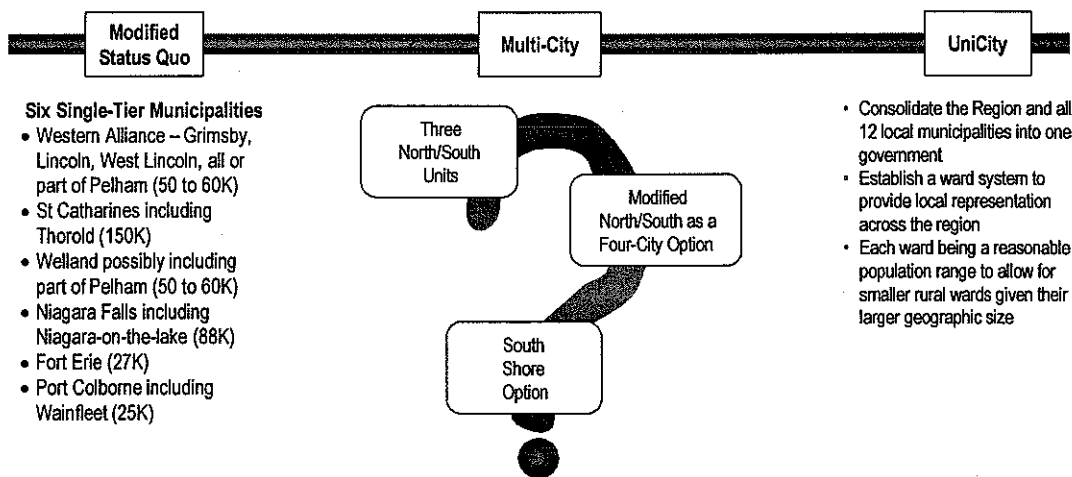 Modified
Status Quo
Multi-City
UniCity
Six Single-Tier Municipalities
• Western Alliance – Grimsby,
Lincoln, West Lincoln, all or
part of Pelham (50 to 60K)
• St Catharines including
Thorold (150K)
• Welland possibly including
part of Pelham (50 to 60K)
• Niagara Falls including
Niagara-on-the-lake (88K)
• Fort Erie (27K)
• Port Colborne including
Wainfleet (25K)
Three
North/South
Units
Modified
North/South as a
Four-City Option
South
Shore
Option
• Consolidate the Region and all
12 local municipalities into one
government
• Establish a ward system to
provide local representation
across the region
• Each ward being a reasonable
population range to allow for
smaller rural wards given their
larger geographic size